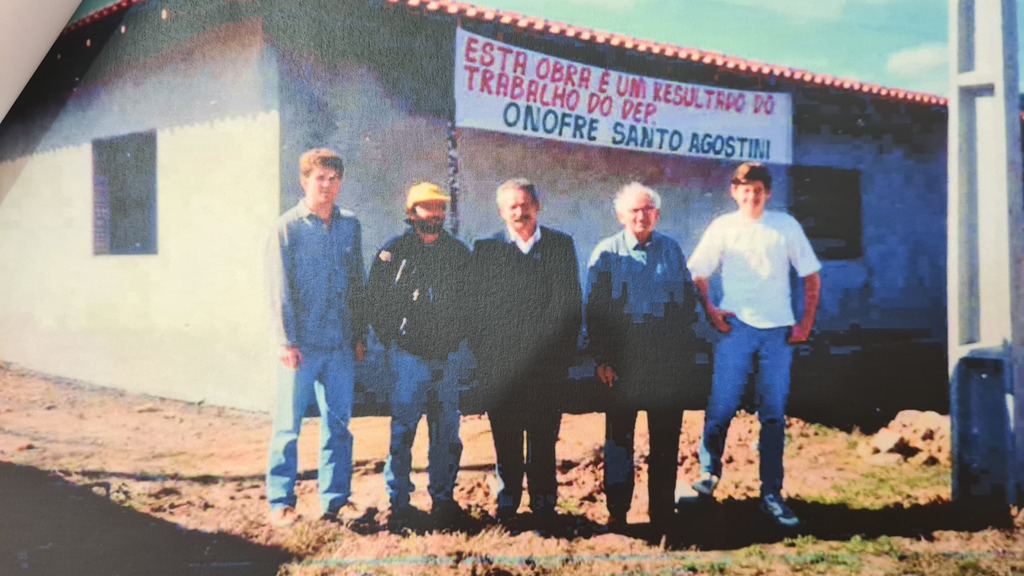 ESTA OBRA É UM RESULTADO DO
TRABALHO DO DEP.
ONOFRE SANTO AGOSTINI